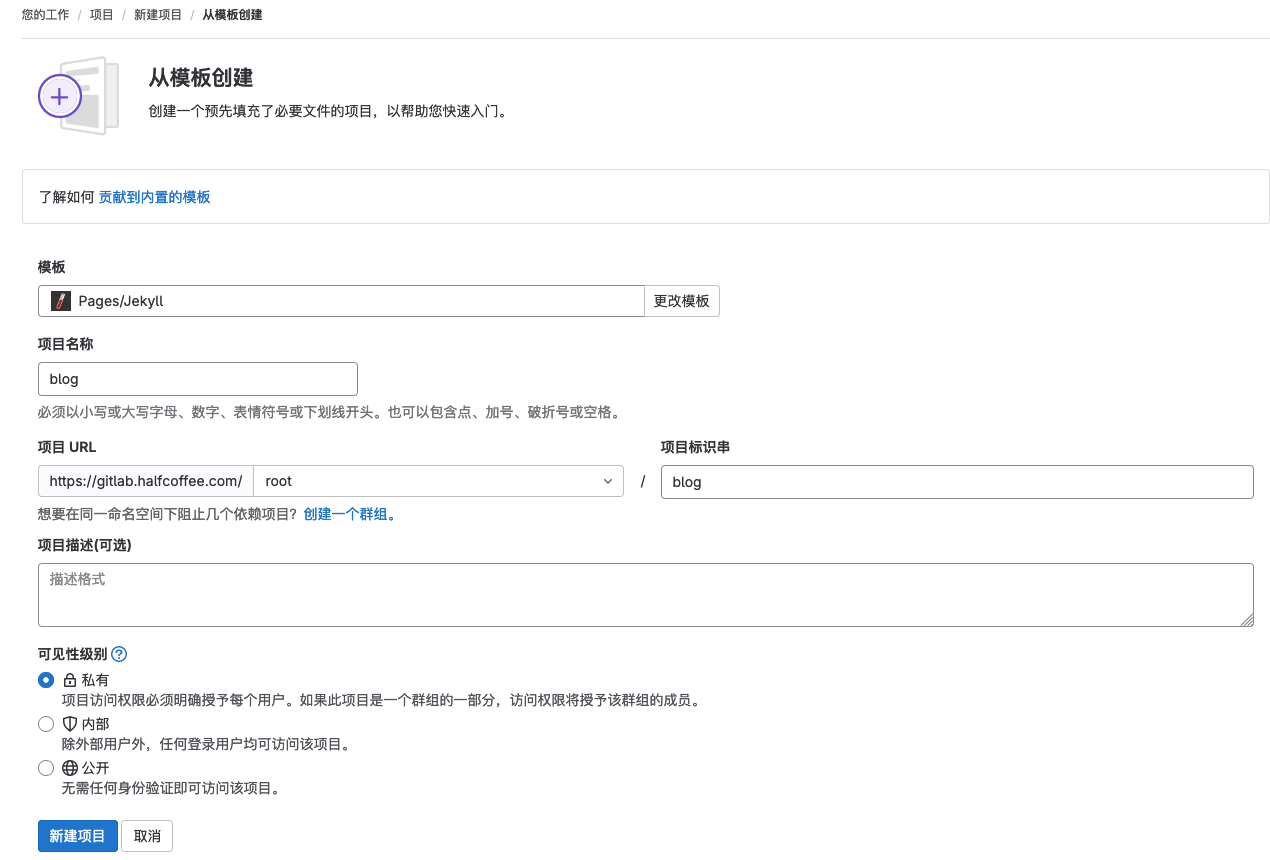 您的工作 / 项目 / 新建项目 / 从模板创建
从模板创建
创建一个预先填充了必要文件的项目，以帮助您快速入门。
了解如何 贡献到内置的模板
模板
Pages/Jekyll 更改模板
项目名称
blog
必须以小写或大写字母、数字、表情符号或下划线开头。也可以包含点、加号、破折号或空格。
项目 URL 项目标识串
https://gitlab.halfcoffee.com/ root / blog
想要在同一命名空间下阻止几个依赖项目？创建一个群组。
项目描述(可选)
描述格式
可见性级别
私有
项目访问权限必须明确授予每个用户。如果此项目是一个群组的一部分，访问权限将授予该群组的成员。
内部
除外部用户外，任何登录用户均可访问该项目。
公开
无需任何身份验证即可访问该项目。
新建项目 取消